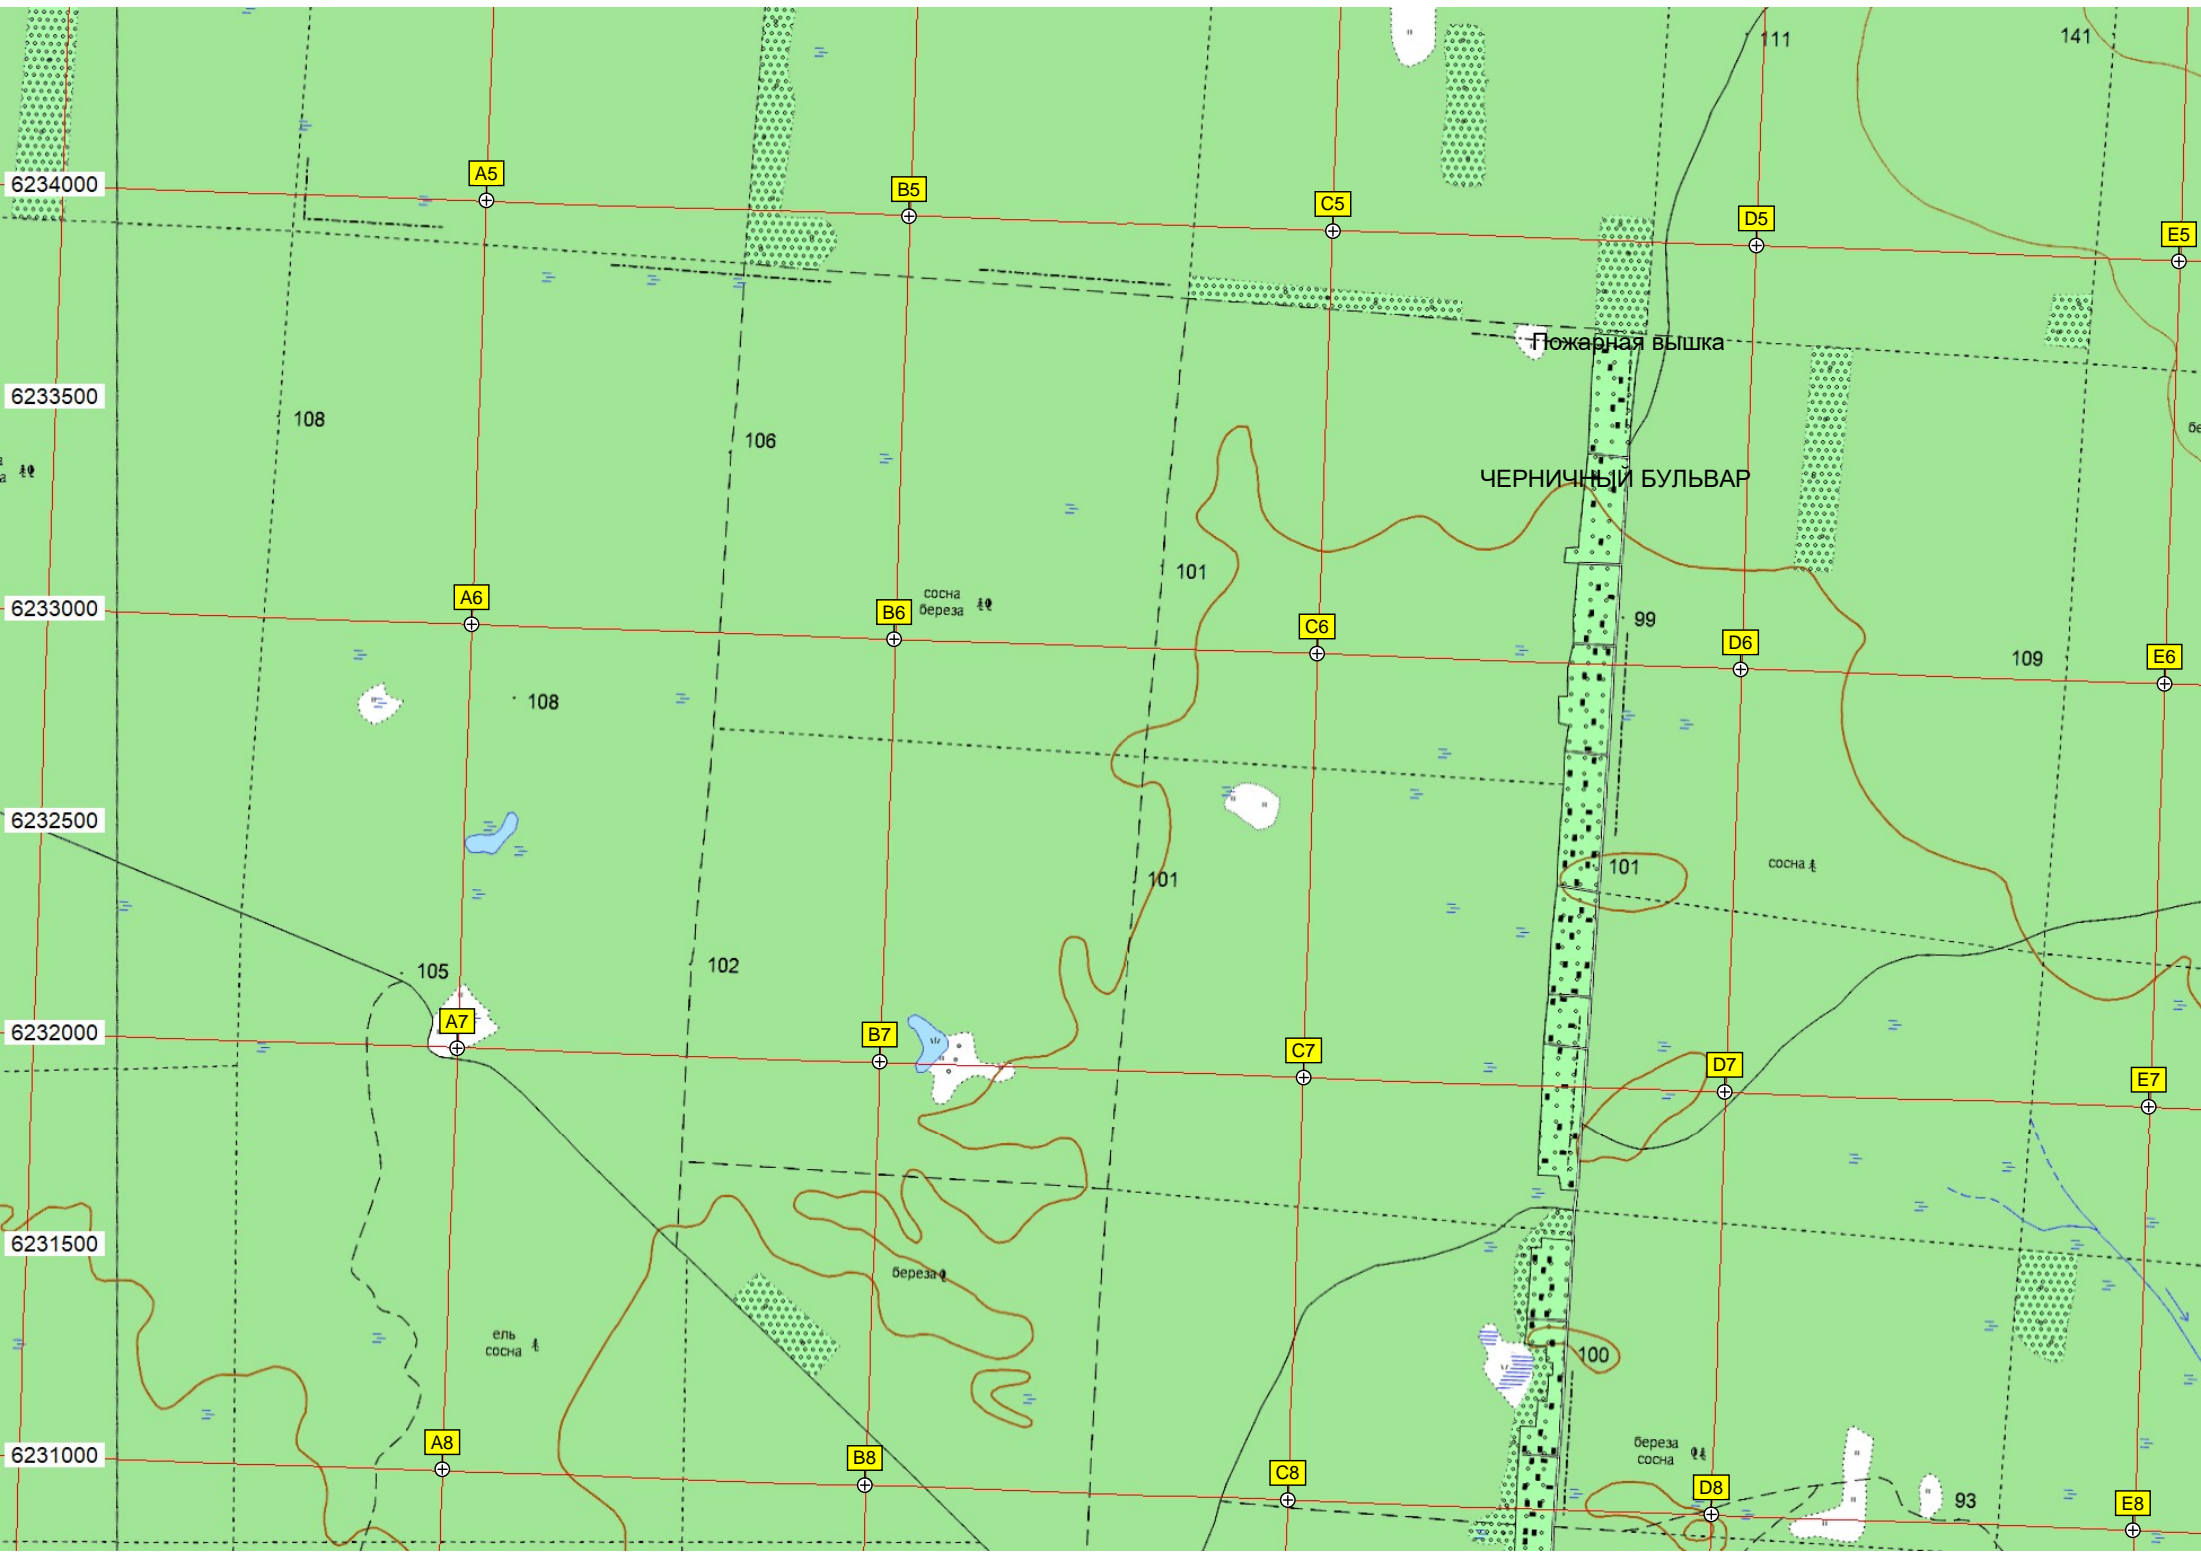 111
141
6234000
A5
B5
C5
D5
E5
Пожарная вышка
6233500
108
106
ЧЕРНИЧНЫЙ БУЛЬВАР
101
сосна
береза
6233000
A6
B6
C6
99
D6
109
E6
108
6232500
101
101
сосна
105
102
6232000
A7
B7
C7
D7
E7
6231500
береза
ель
сосна
100
6231000
A8
B8
C8
береза
сосна
D8
93
E8